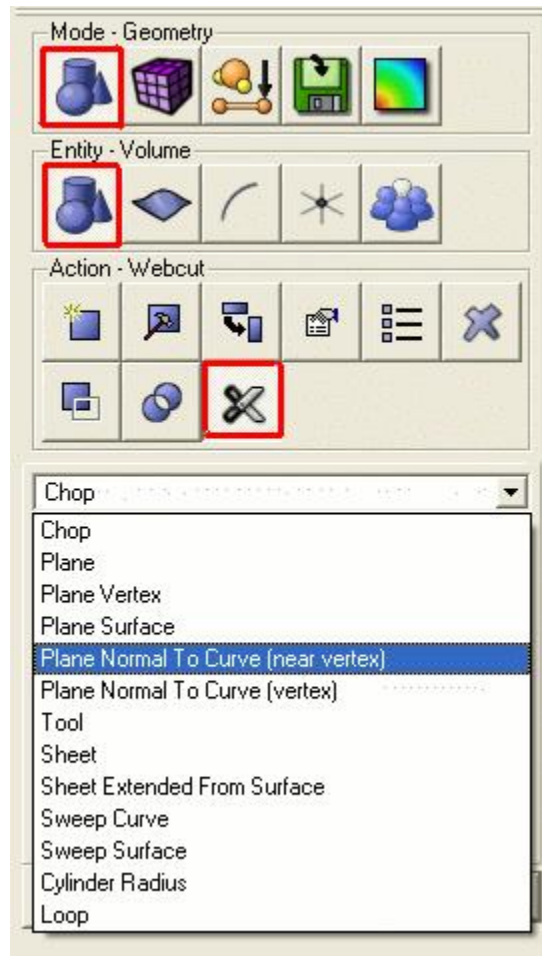 Mode - Geometry
Entity - Volume
Action - Webcut
Chop
Chop
Plane
Plane Vertex
Plane Surface
Plane Normal To Curve (near vertex)
Plane Normal To Curve (vertex)
Tool
Sheet
Sheet Extended From Surface
Sweep Curve
Sweep Surface
Cylinder Radius
Loop